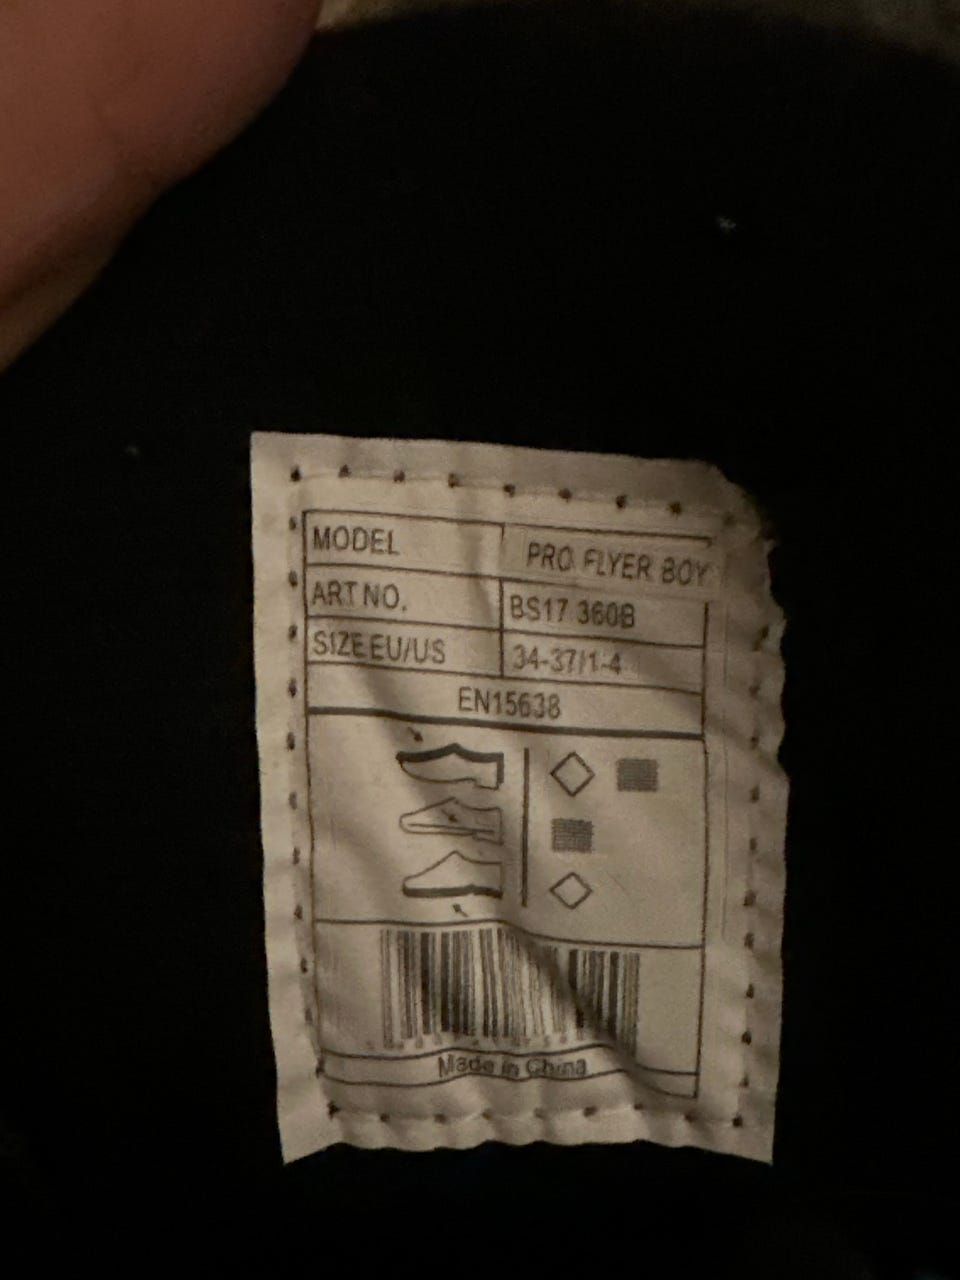 MODEL PRO FLYER BOY
ART NO. BS17 360B
SIZE EU/US 34-37/1-4
EN15638
Made in China